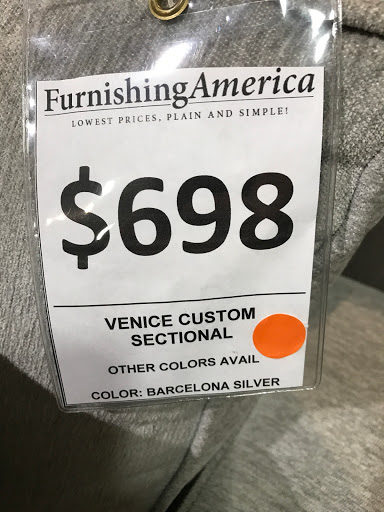 FurnishingAmerica
LOWEST PRICES, PLAIN AND SIMPLE!
$698
VENICE CUSTOM
SECTIONAL
OTHER COLORS AVAIL
COLOR: BARCELONA SILVER